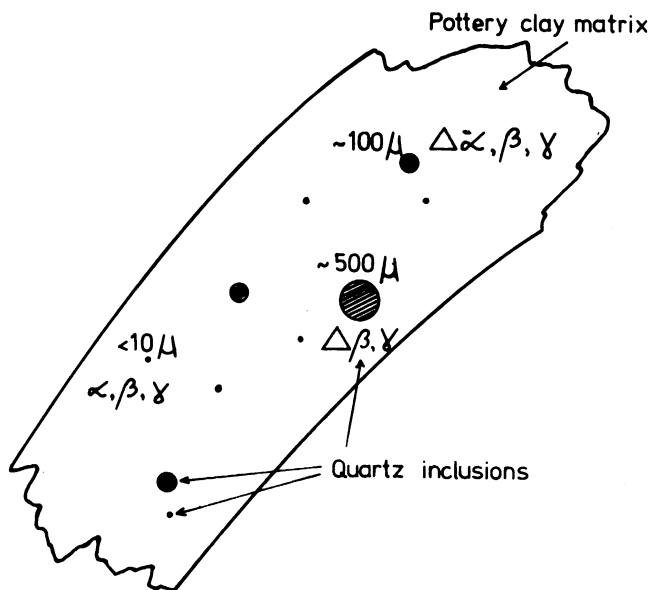 Pottery clay matrix
~100μ Δα, β, γ
~500μ
Δβ, γ
<10μ
α, β, γ
Quartz inclusions